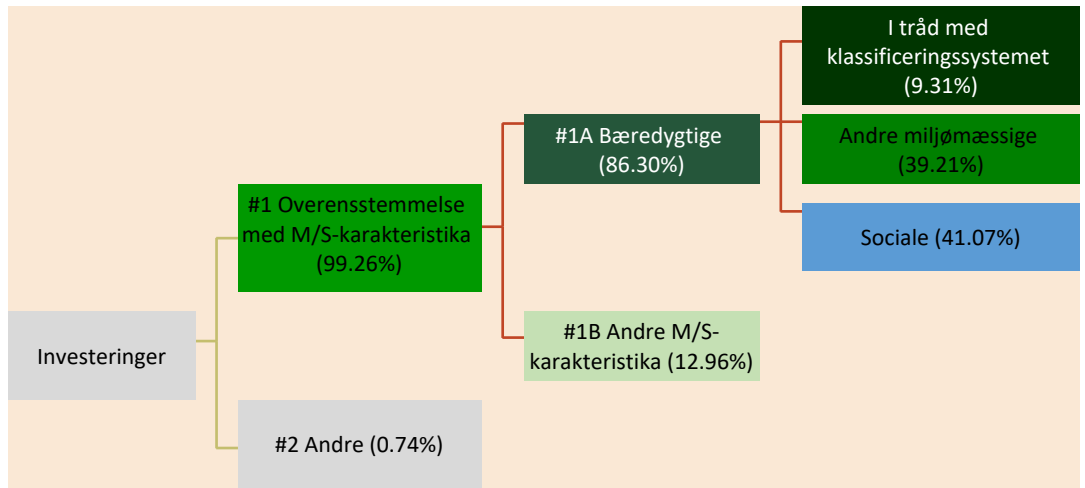 Investeringer
#1 Overensstemmelse
med M/S-karakteristika
(99.26%)
#2 Andre (0.74%)
#1A Bæredygtige
(86.30%)
#1B Andre M/S-
karakteristika (12.96%)
I tråd med
klassificeringssystemet
(9.31%)
Andre miljømæssige
(39.21%)
Sociale (41.07%)